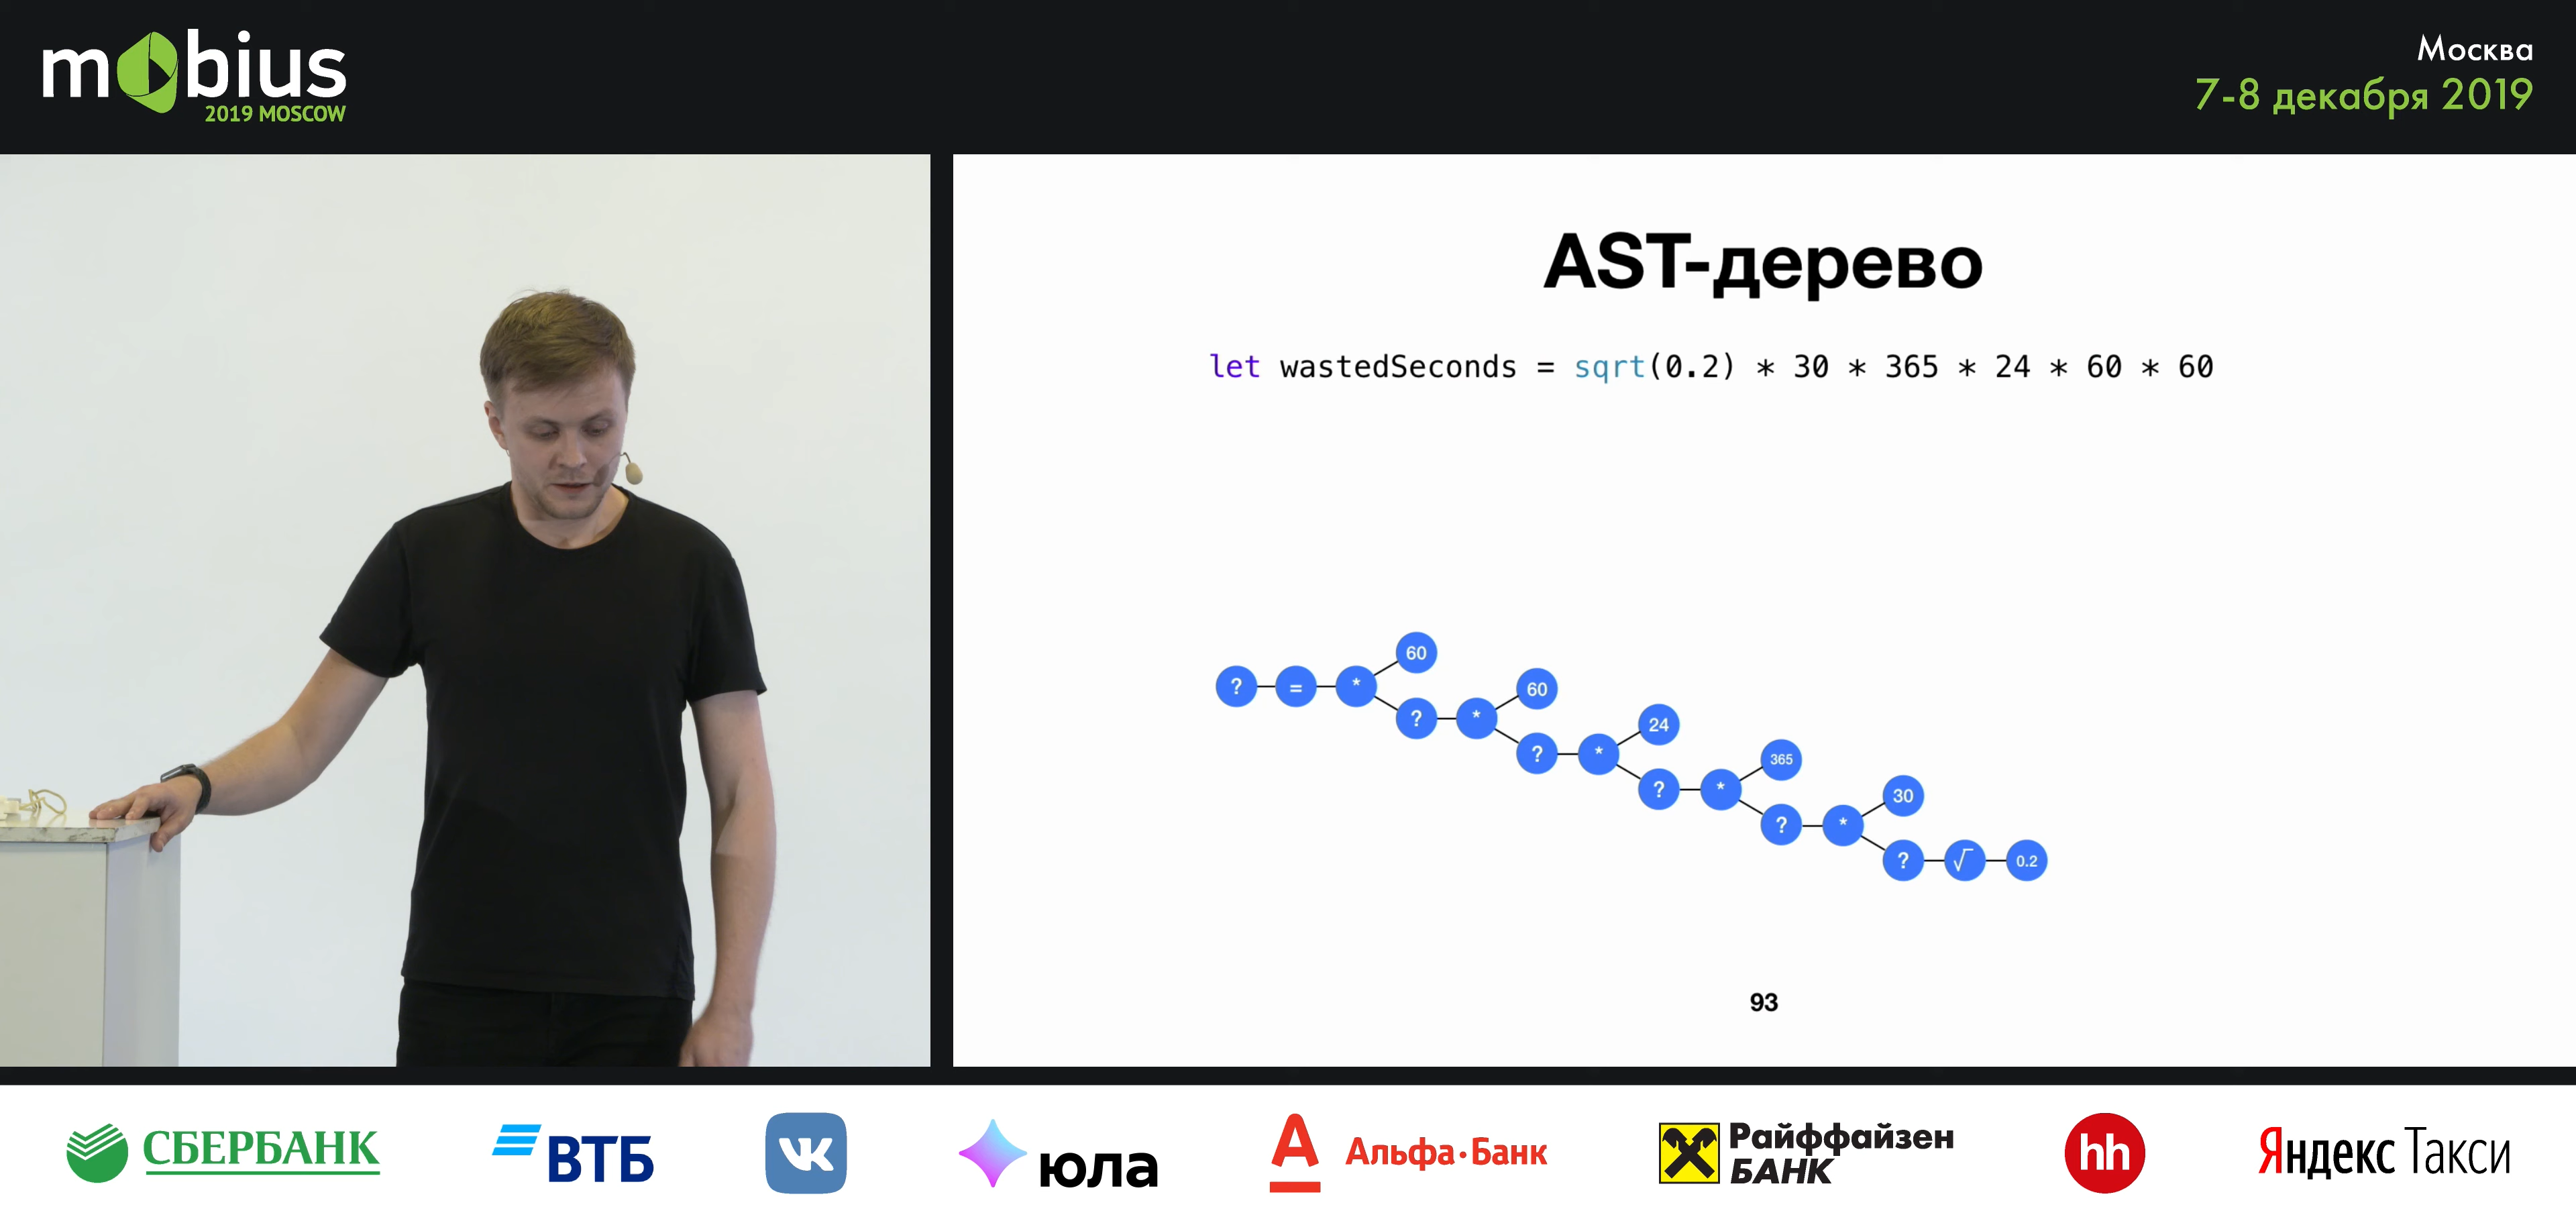 mobius
2019 MOSCOW
Москва
7-8 декабря 2019
AST-дерево
let wastedSeconds = sqrt(0.2) * 30 * 365 * 24 * 60 * 60
60
? = *
60
? *
24
? *
365
? *
30
? *
? √ 0.2
93
СБЕРБАНК
ВТБ
VK
юла
А Альфа·Банк
Райффайзен
БАНК
hh
Яндекс Такси